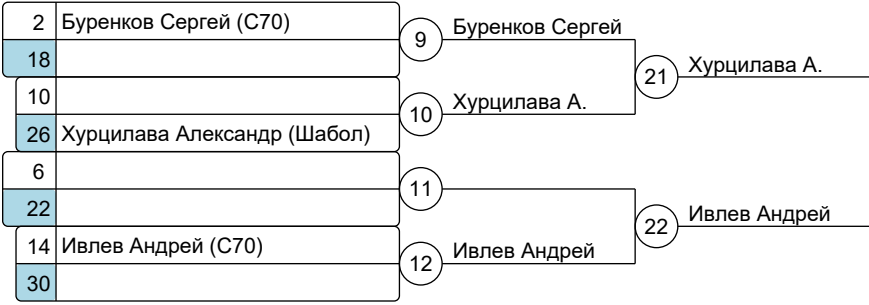 2 Буренков Сергей (С70)
9 Буренков Сергей
18
21 Хурцилава А.
10
10 Хурцилава А.
26 Хурцилава Александр (Шабол)
6
11
22
22 Ивлев Андрей
14 Ивлев Андрей (С70)
12 Ивлев Андрей
30